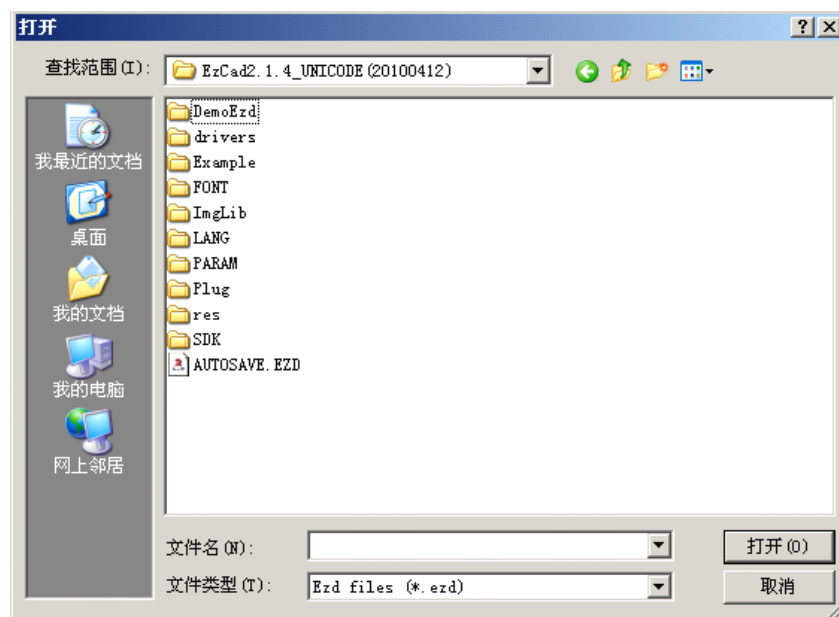 打开
查找范围(I):
EzCad2.1.4_UNICODE(20100412)
我最近的文档
桌面
我的文档
我的电脑
网上邻居
DemoEzd
drivers
Example
FONT
ImgLib
LANG
PARAM
Plug
res
SDK
AUTOSAVE.EZD
文件名(N):
打开(O)
文件类型(T):
Ezd files (*.ezd)
取消